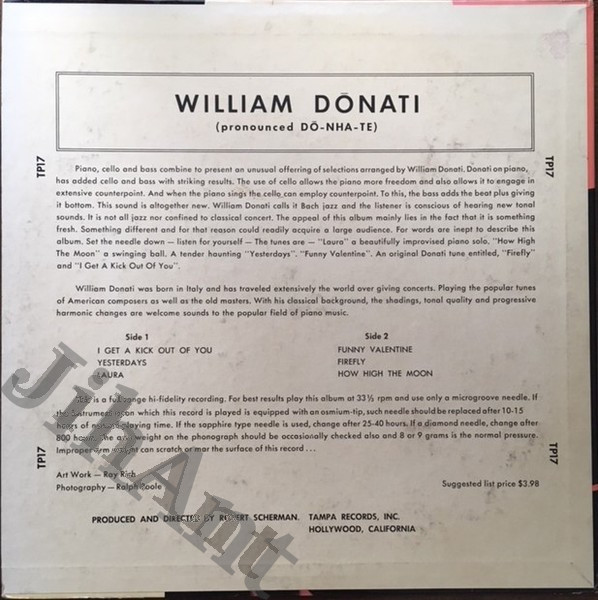 WILLIAM DŌNATI
(pronounced DŌ-NHA-TE)
TP17
TP17
Piano, cello and bass combine to present an unusual offerring of selections arranged by William Donati. Donati on piano,
has added cello and bass with striking results. The use of cello allows the piano more freedom and also allows it to engage in
extensive counterpoint. And when the piano sings the cello can employ counterpoint. To this, the bass adds the beat plus giving
it bottom. This sound is altogether new. William Donati calls it Bach jazz and the listener is conscious of hearing new tonal
sounds. It is not all jazz nor confined to classical concert. The appeal of this album mainly lies in the fact that it is something
fresh. Something different and for that reason could readily acquire a large audience. For words are inept to describe this
album. Set the needle down — listen for yourself — The tunes are — "Laura" a beautifully improvised piano solo. "How High
The Moon" a swinging ball. A tender haunting "Yesterdays". "Funny Valentine". An original Donati tune entitled, "Firefly"
and "I Get A Kick Out Of You".
William Donati was born in Italy and has traveled extensively the world over giving concerts. Playing the popular tunes
of American composers as well as the old masters. With his classical background, the shadings, tonal quality and progressive
harmonic changes are welcome sounds to the popular field of piano music.
Side 1
I GET A KICK OUT OF YOU
YESTERDAYS
LAURA
Side 2
FUNNY VALENTINE
FIREFLY
HOW HIGH THE MOON
This is a full range hi-fidelity recording. For best results play this album at 33⅓ rpm and use only a microgroove needle. If
the instrument upon which this record is played is equipped with an osmium-tip, such needle should be replaced after 10-15
hours of normal playing time. If the sapphire type needle is used, change after 25-40 hours. If a diamond needle, change after
800 hours. The arm weight on the phonograph should be occasionally checked also and 8 or 9 grams is the normal pressure.
Improper arm weight can scratch or mar the surface of this record . . .
TP17
TP17
Art Work — Ray Rich
Photography — Ralph Poole
Suggested list price $3.98
PRODUCED AND DIRECTED BY ROBERT SCHERMAN. TAMPA RECORDS, INC.
HOLLYWOOD, CALIFORNIA
JihAnt